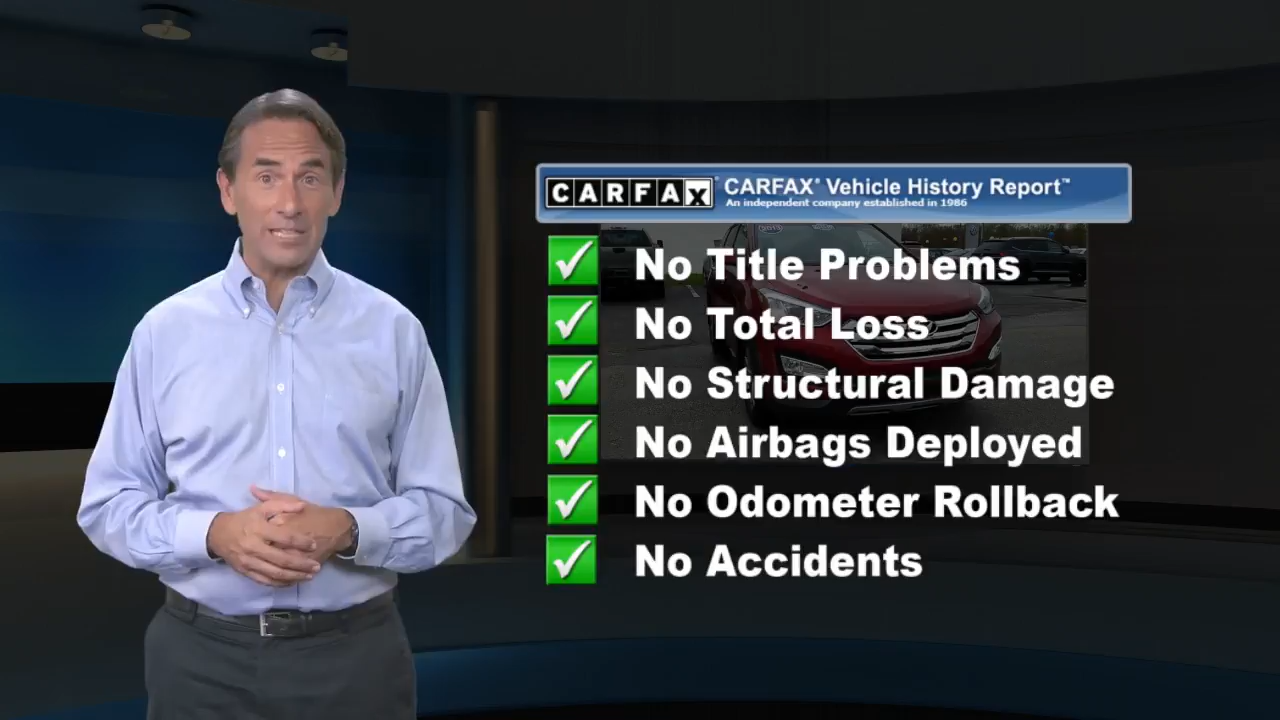 CARFAX® CARFAX® Vehicle History Report™
An independent company established in 1986
No Title Problems
No Total Loss
No Structural Damage
No Airbags Deployed
No Odometer Rollback
No Accidents